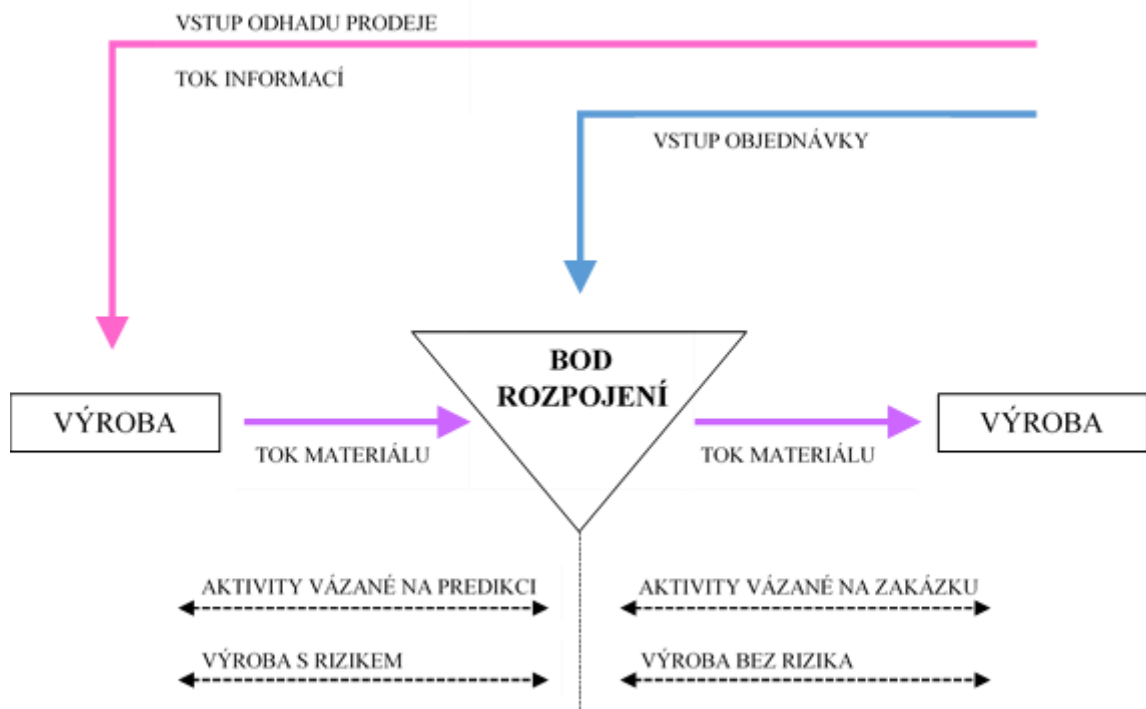 VSTUP ODHADU PRODEJE
TOK INFORMACÍ
VSTUP OBJEDNÁVKY
BOD
ROZPOJENÍ
VÝROBA
VÝROBA
TOK MATERIÁLU
TOK MATERIÁLU
AKTIVITY VÁZANÉ NA PREDIKCI
AKTIVITY VÁZANÉ NA ZAKÁZKU
VÝROBA S RIZIKEM
VÝROBA BEZ RIZIKA